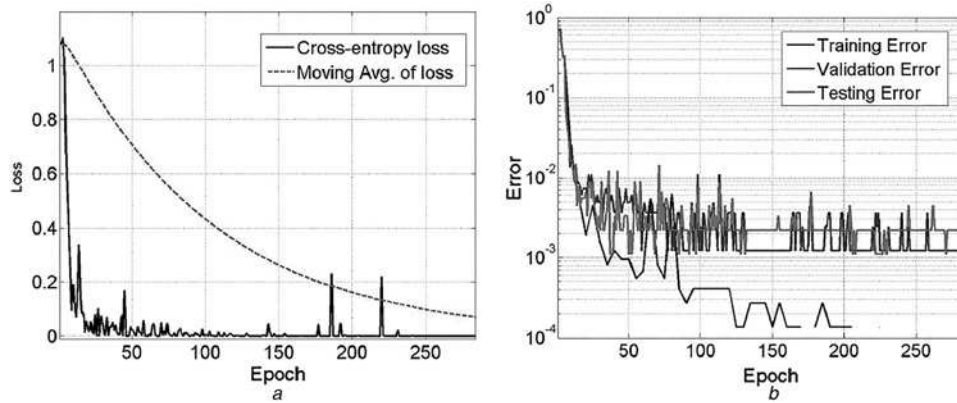 Cross-entropy loss
Moving Avg. of loss
1
0.8
0.6
0.4
0.2
0
Loss
50
100
150
200
250
Epoch
a
Training Error
Validation Error
Testing Error
10^0
10^-1
10^-2
10^-3
10^-4
Error
50
100
150
200
250
Epoch
b